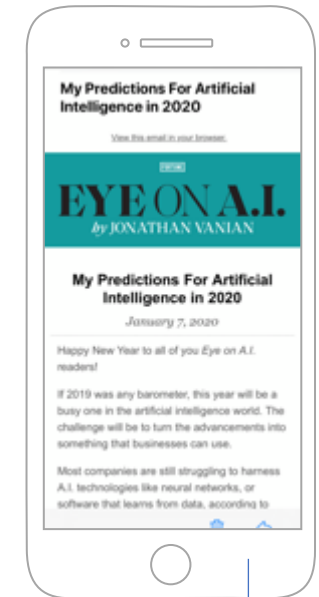 My Predictions For Artificial
Intelligence in 2020
View this email in your browser.
FORTUNE
EYE ON A.I.
by JONATHAN VANIAN
My Predictions For Artificial
Intelligence in 2020
January 7, 2020
Happy New Year to all of you Eye on A.I.
readers!
If 2019 was any barometer, this year will be a
busy one in the artificial intelligence world. The
challenge will be to turn the advancements into
something that businesses can use.
Most companies are still struggling to harness
A.I. technologies like neural networks, or
software that learns from data, according to